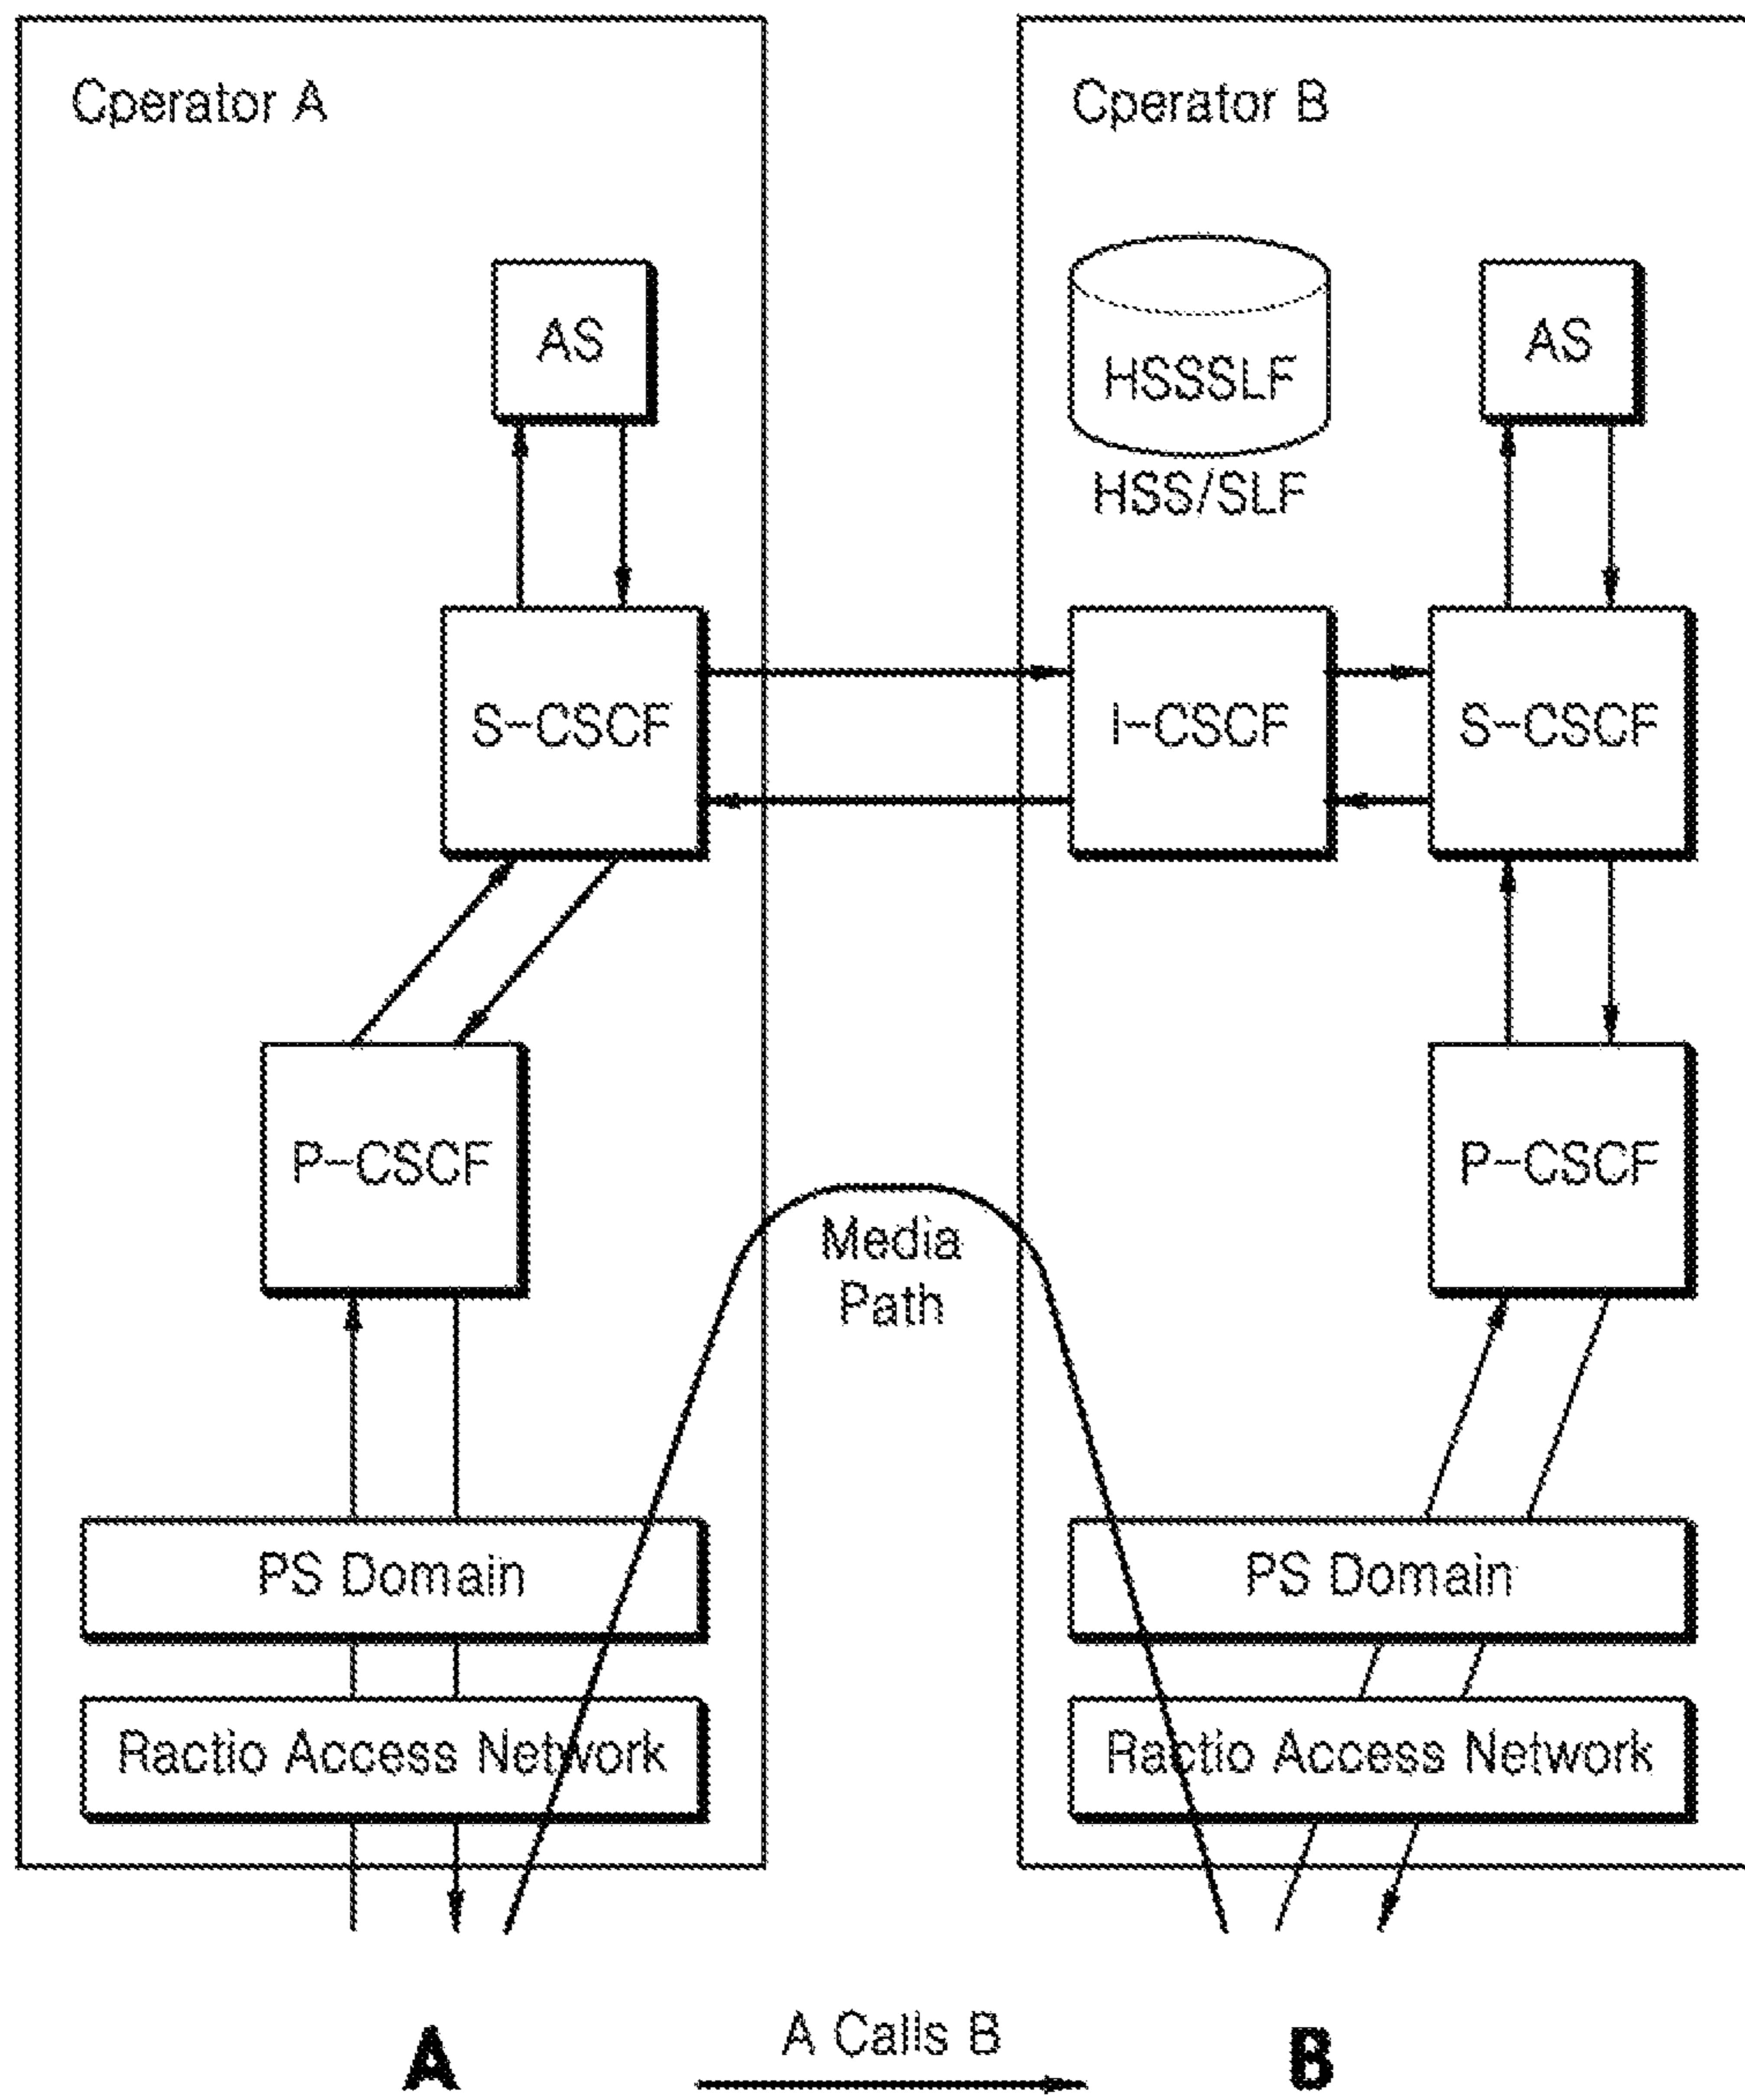 Cperator A
Cperator B
AS
HSSSLF
HSS/SLF
AS
S-CSCF
I-CSCF
S-CSCF
P-CSCF
P-CSCF
Media
Path
PS Domain
PS Domain
Ractio Access Network
Ractio Access Network
A Calls B
A
B